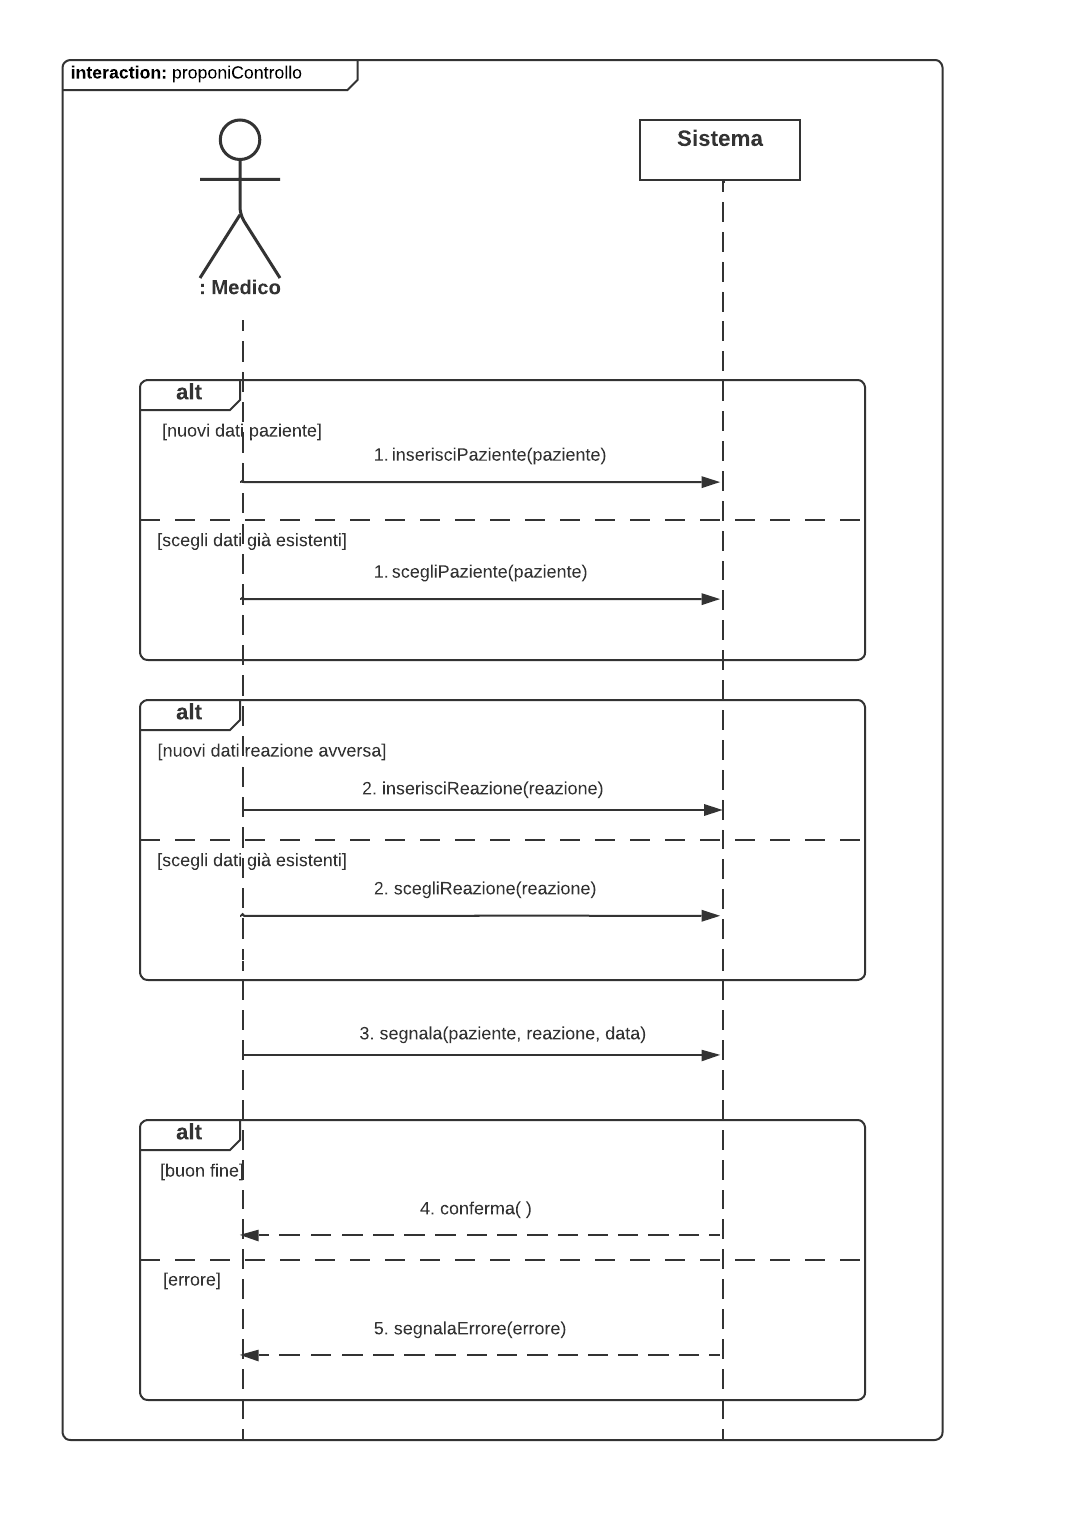 interaction: proponiControllo
Sistema
: Medico
alt
[nuovi dati paziente]
1. inserisciPaziente(paziente)
[scegli dati già esistenti]
1. scegliPaziente(paziente)
alt
[nuovi dati reazione avversa]
2. inserisciReazione(reazione)
[scegli dati già esistenti]
2. scegliReazione(reazione)
3. segnala(paziente, reazione, data)
alt
[buon fine]
4. conferma( )
[errore]
5. segnalaErrore(errore)